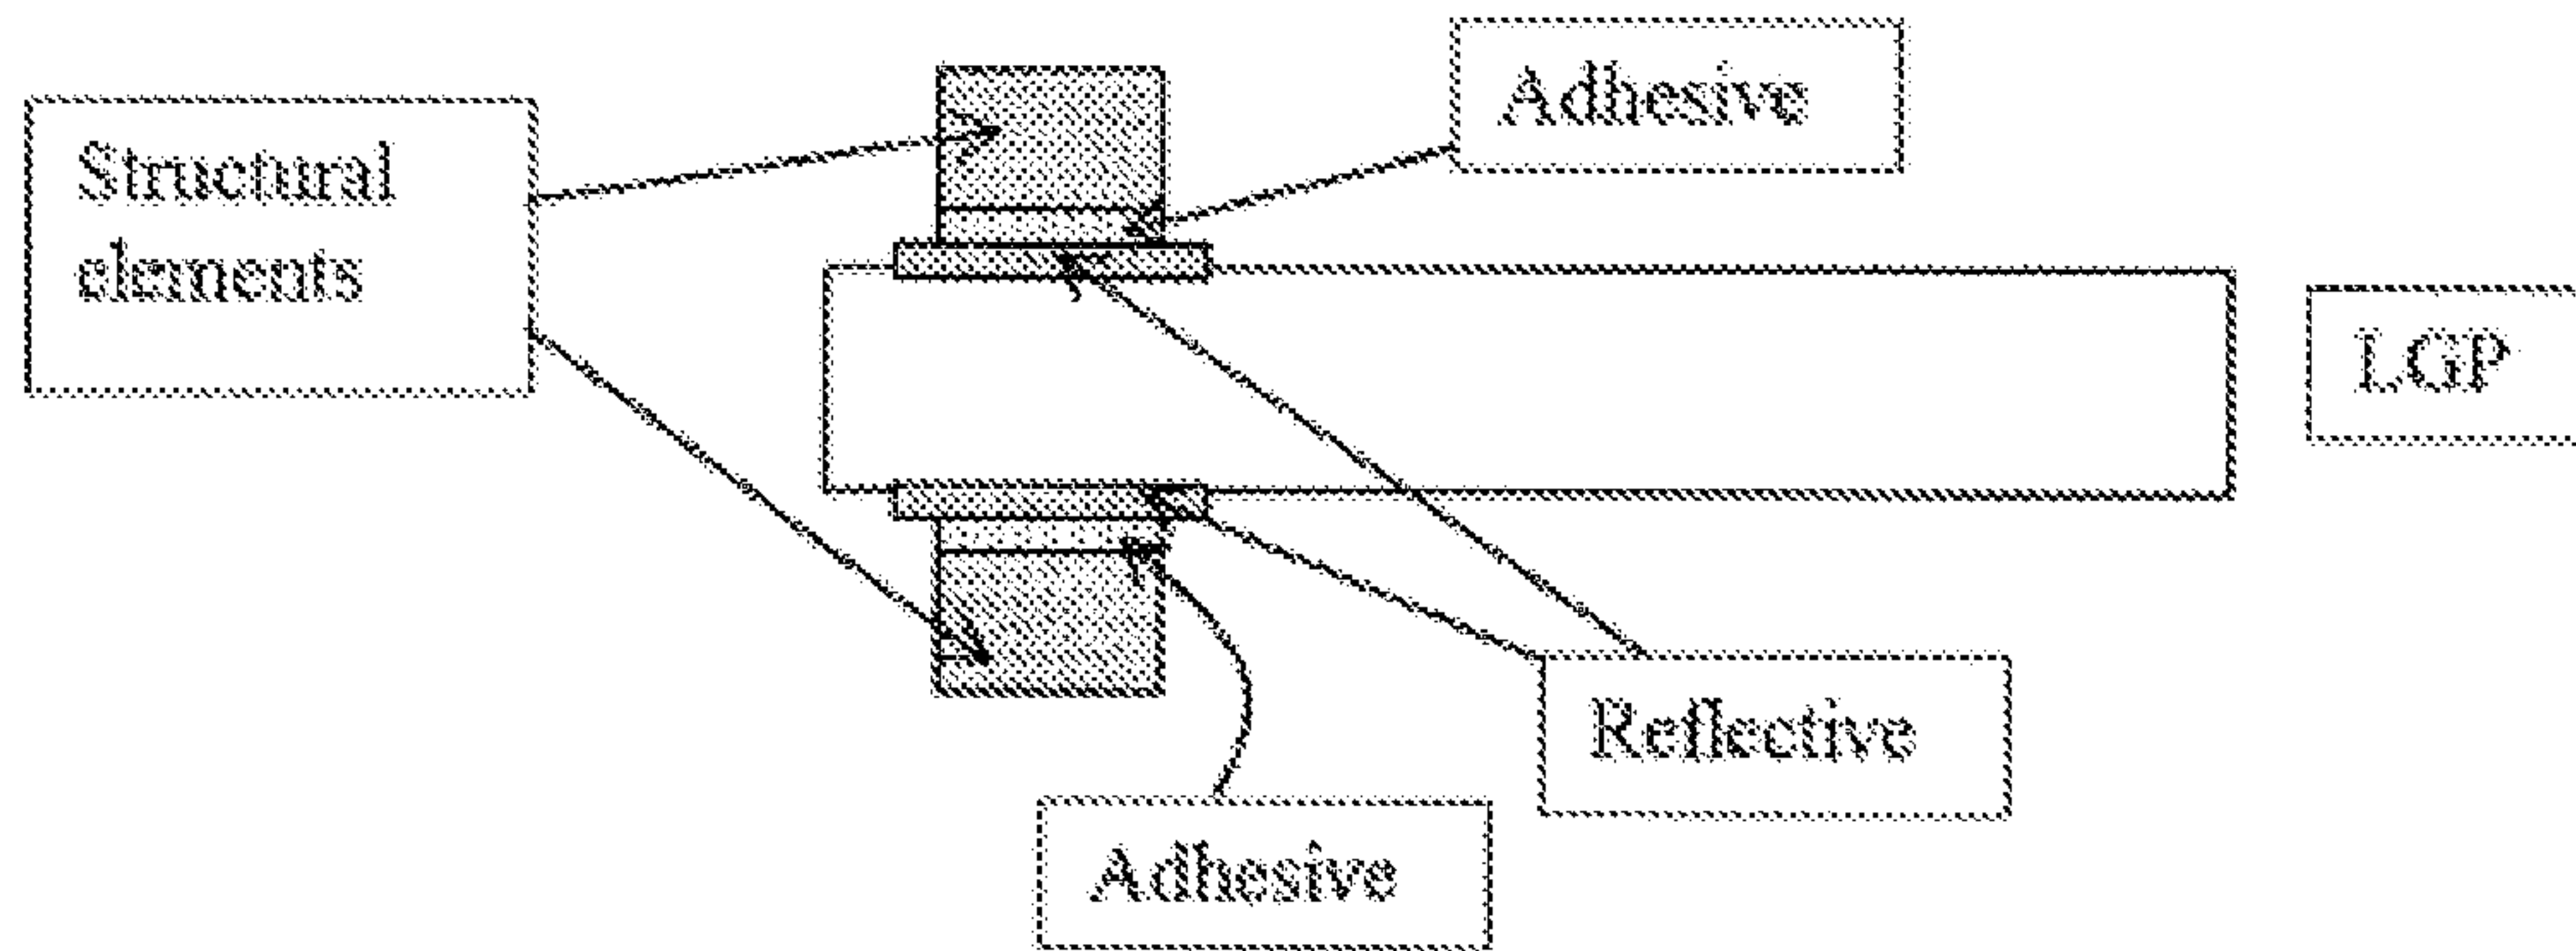 Adhesive
Structural
elements
LGP
Reflective
Adhesive